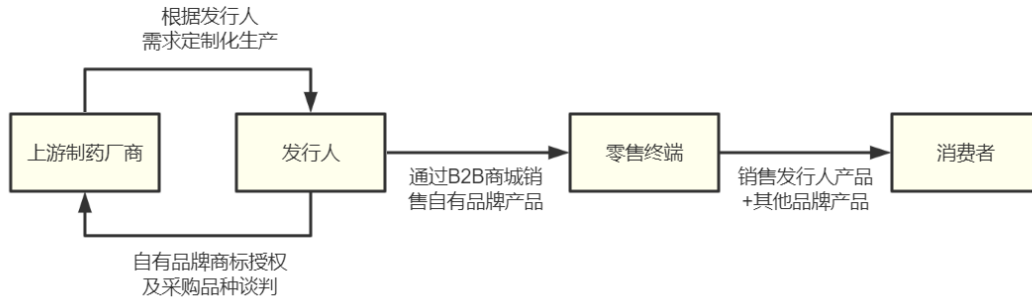 根据发行人
需求定制化生产
上游制药厂商
发行人
零售终端
消费者
通过B2B商城销
售自有品牌产品
销售发行人产品
+其他品牌产品
自有品牌商标授权
及采购品种谈判